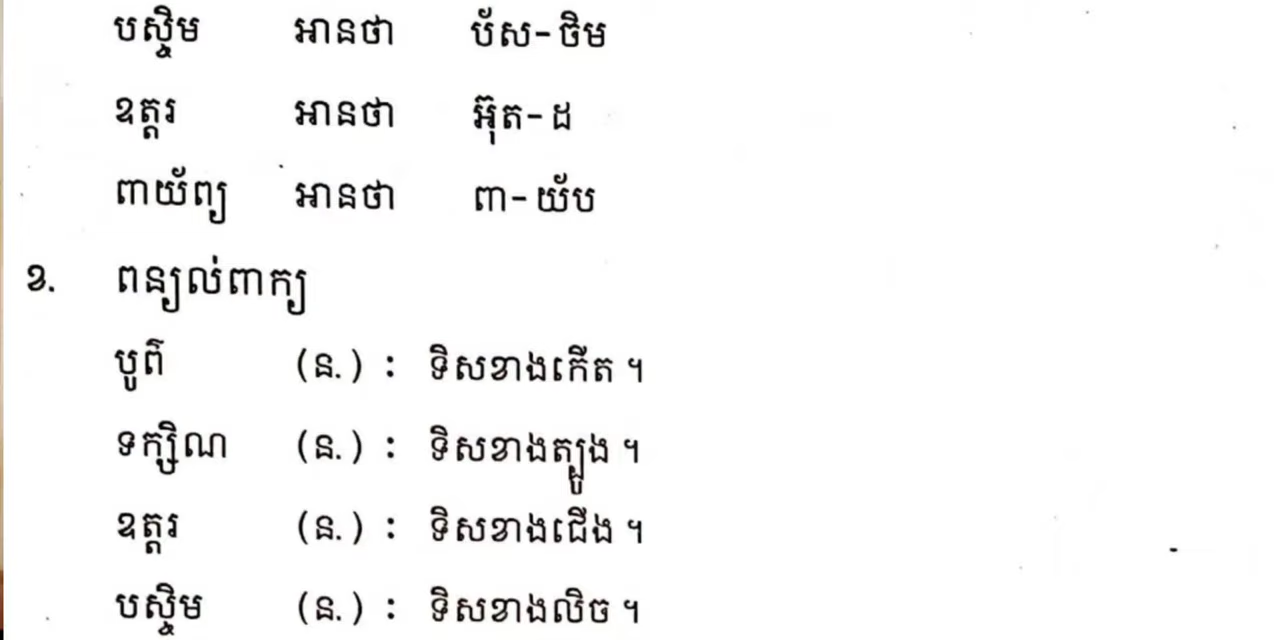 បស្ចិម អានថា ប័ស-ចិម
ឧត្តរ អានថា អ៊ុត-ដ
ពាយ័ព្យ អានថា ពា-យ័ប
ខ. ពន្យល់ពាក្យ
បូព៌ (ន.) : ទិសខាងកើត ។
ទក្សិណ (ន.) : ទិសខាងត្បូង ។
ឧត្តរ (ន.) : ទិសខាងជើង ។
បស្ចិម (ន.) : ទិសខាងលិច ។